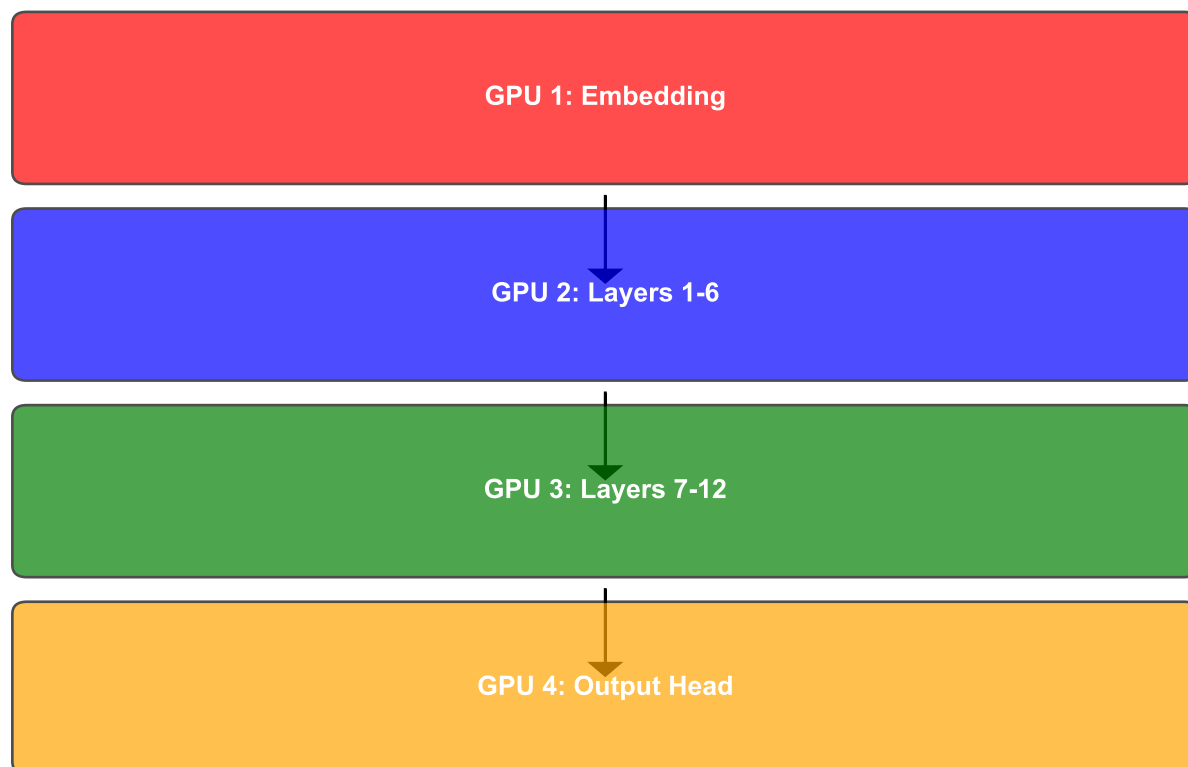 GPU 1: Embedding
GPU 2: Layers 1-6
GPU 3: Layers 7-12
GPU 4: Output Head